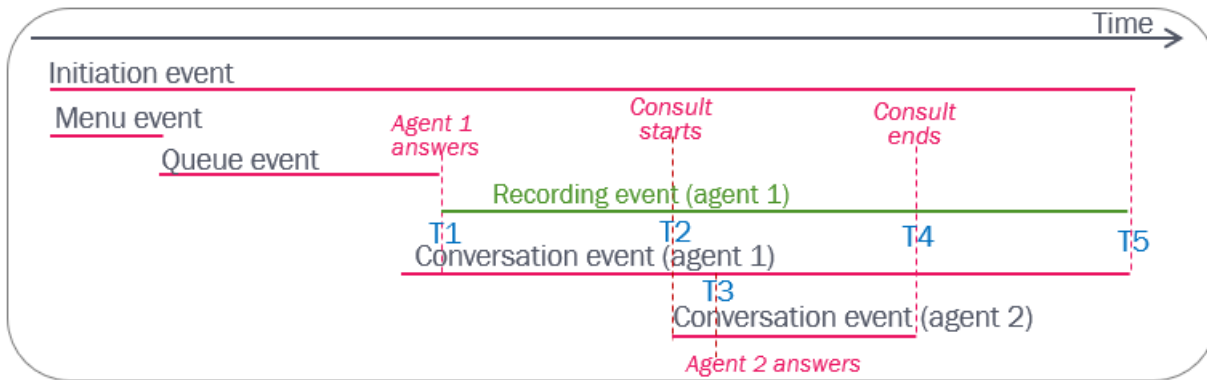 Time
Initiation event
Menu event
Agent 1
answers
Consult
starts
Consult
ends
Queue event
Recording event (agent 1)
T1
T2
T4
T5
Conversation event (agent 1)
T3
Conversation event (agent 2)
Agent 2 answers